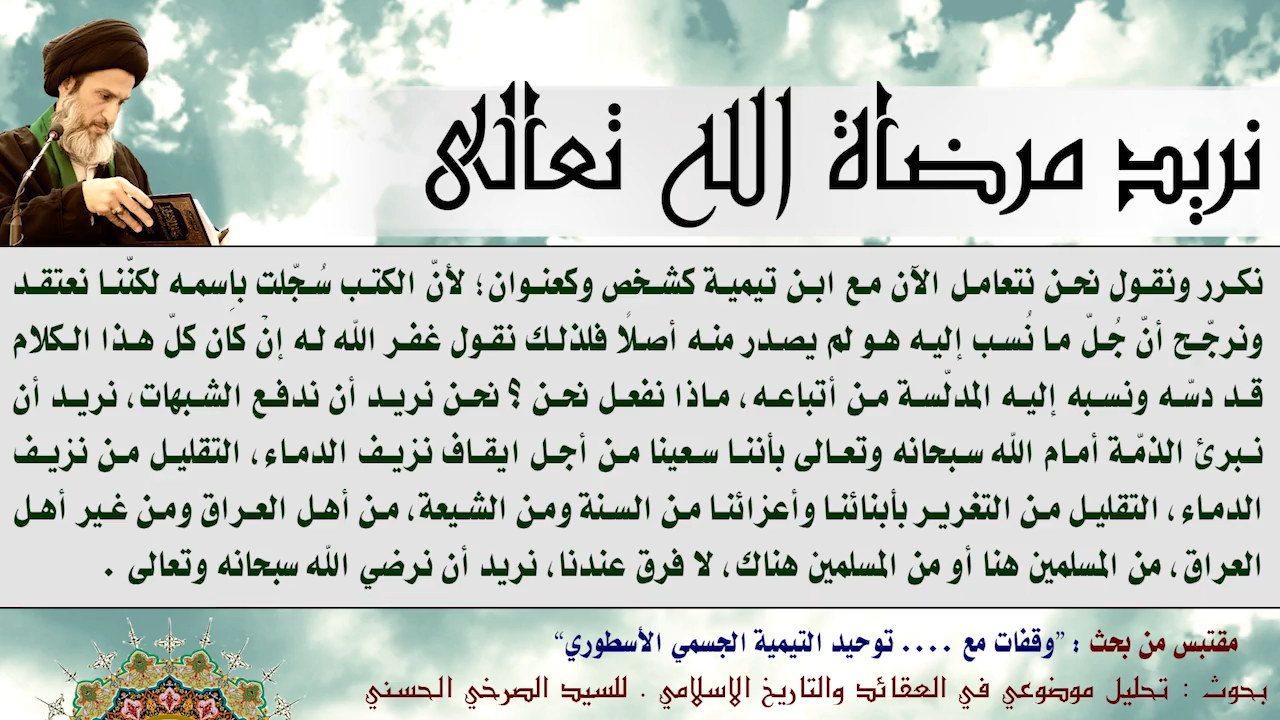 نريد مرضاة الله تعالى
نكرر ونقول نحن نتعامل الآن مع ابن تيمية كشخص وكعنوان؛ لأنّ الكتب سُجّلت بإسمه لكنّنا نعتقد
ونرجّح أنّ جُلّ ما نُسب إليه هو لم يصدر منه أصلاً فلذلك نقول غفر الله له إنْ كان كلّ هذا الكلام
قد دسّه ونسبه إليه المدلّسة من أتباعه، ماذا نفعل نحن ؟ نحن نريد أن ندفع الشبهات، نريد أن
نبرئ الذمّة أمام الله سبحانه وتعالى بأننا سعينا من أجل ايقاف نزيف الدماء، التقليل من نزيف
الدماء، التقليل من التغرير بأبنائنا وأعزائنا من السنة ومن الشيعة، من أهل العراق ومن غير أهل
العراق، من المسلمين هنا أو من المسلمين هناك، لا فرق عندنا، نريد أن نرضي الله سبحانه وتعالى .
مقتبس من بحث : "وقفات مع .... توحيد التيمية الجسمي الأسطوري"
بحوث : تحليل موضوعي في العقائد والتاريخ الاسلامي . للسيد الصرخي الحسني